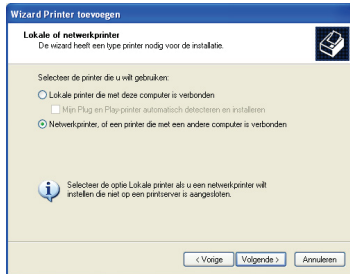 Wizard Printer toevoegen
Lokale of netwerkprinter
De wizard heeft een type printer nodig voor de installatie.
Selecteer de printer die u wilt gebruiken:
Lokale printer die met deze computer is verbonden
Mijn Plug en Play-printer automatisch detecteren en installeren
Netwerkprinter, of een printer die met een andere computer is verbonden
Selecteer de optie Lokale printer als u een netwerkprinter wilt
instellen die niet op een printserver is aangesloten.
< Vorige Volgende > Annuleren